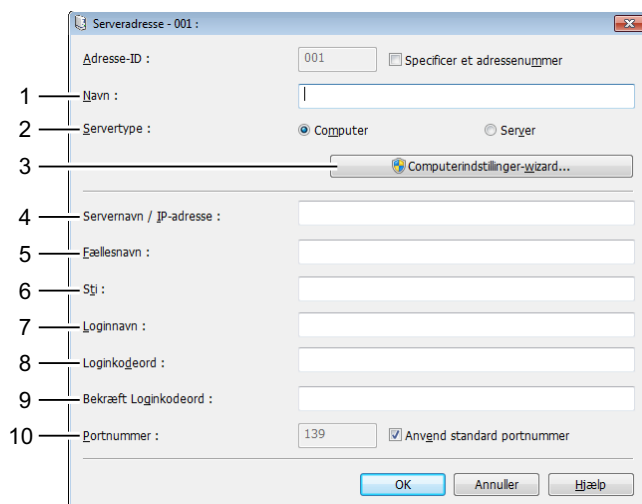 Serveradresse - 001 :
Adresse-ID : 001 Specificer et adressenummer
1 Navn :
2 Servertype : Computer Server
3 Computerindstillinger-wizard...
4 Servernavn / IP-adresse :
5 Fællesnavn :
6 Sti :
7 Loginnavn :
8 Loginkodeord :
9 Bekræft Loginkodeord :
10 Portnummer : 139 Anvend standard portnummer
OK Annuller Hjælp